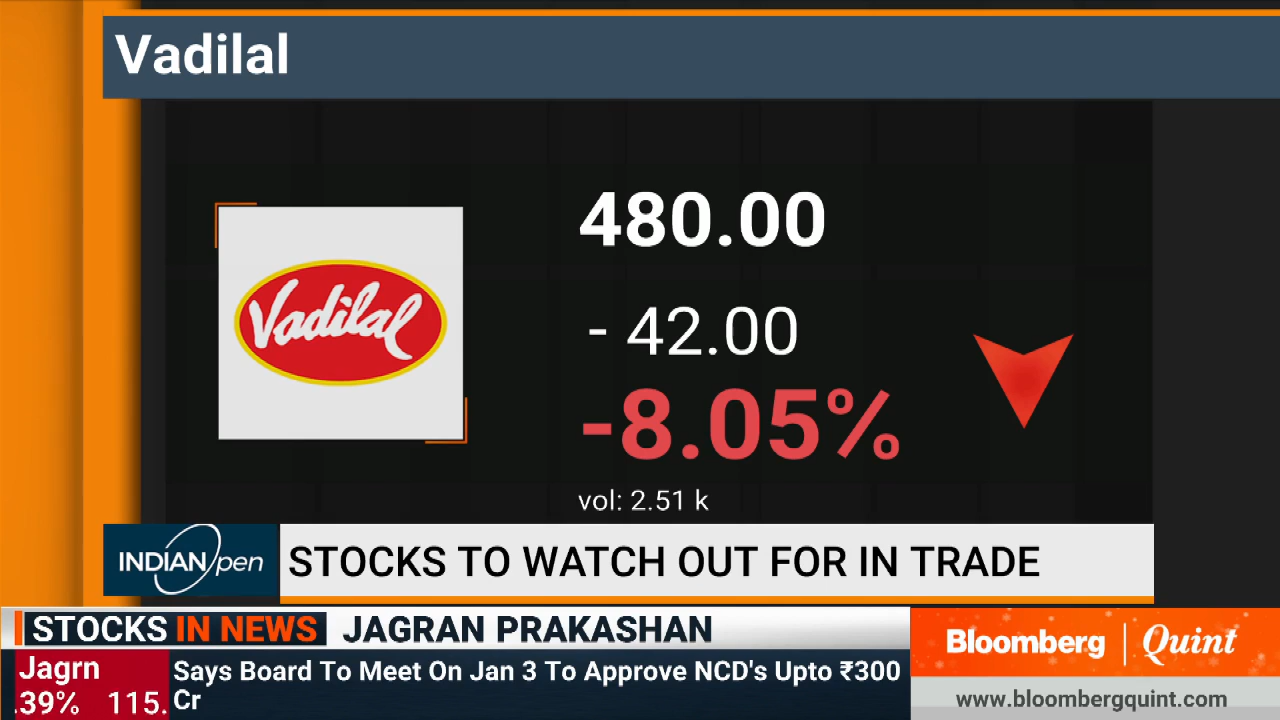 Vadilal
Vadilal
480.00
- 42.00
-8.05%
vol: 2.51 k
INDIAN pen
STOCKS TO WATCH OUT FOR IN TRADE
STOCKS IN NEWS JAGRAN PRAKASHAN
Jagrn
.39% 115.
Says Board To Meet On Jan 3 To Approve NCD's Upto ₹300
Cr
Bloomberg | Quint
www.bloombergquint.com